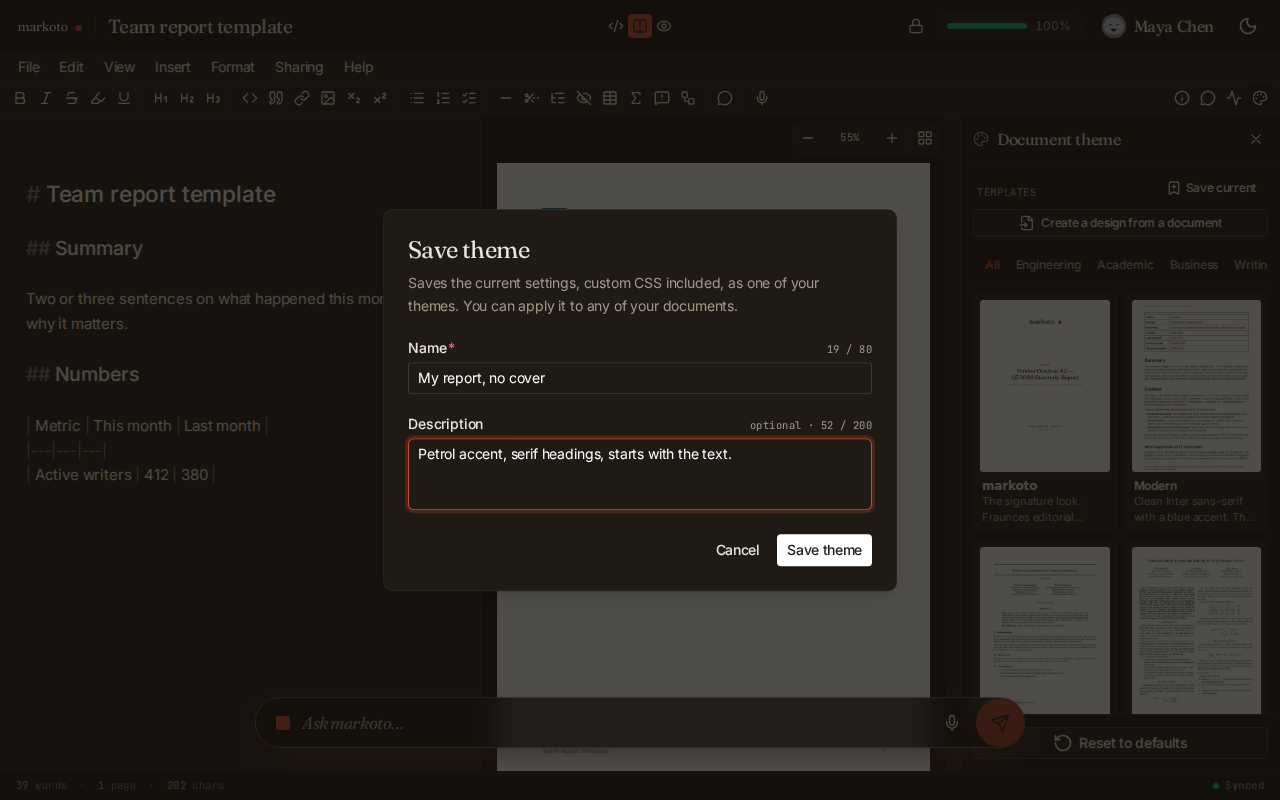 markoto
Team report template
100%
Maya Chen
File Edit View Insert Format Sharing Help
H1 H2 H3
55%
Document theme
# Team report template
TEMPLATES
Save current
Create a design from a document
## Summary
All Engineering Academic Business Writin
Two or three sentences on what happened this mon
why it matters.
## Numbers
| Metric | This month | Last month |
|---|---|---|
| Active writers | 412 | 380 |
Save theme
Saves the current settings, custom CSS included, as one of your
themes. You can apply it to any of your documents.
Name*
19 / 80
My report, no cover
Description
optional · 52 / 200
Petrol accent, serif headings, starts with the text.
Cancel
Save theme
markoto
markoto
The signature look.
Fraunces editorial...
Modern
Clean Inter sans-serif
with a blue accent. Th...
Ask markoto...
Team report template
1
Reset to defaults
39 words · 1 page · 202 chars
Synced